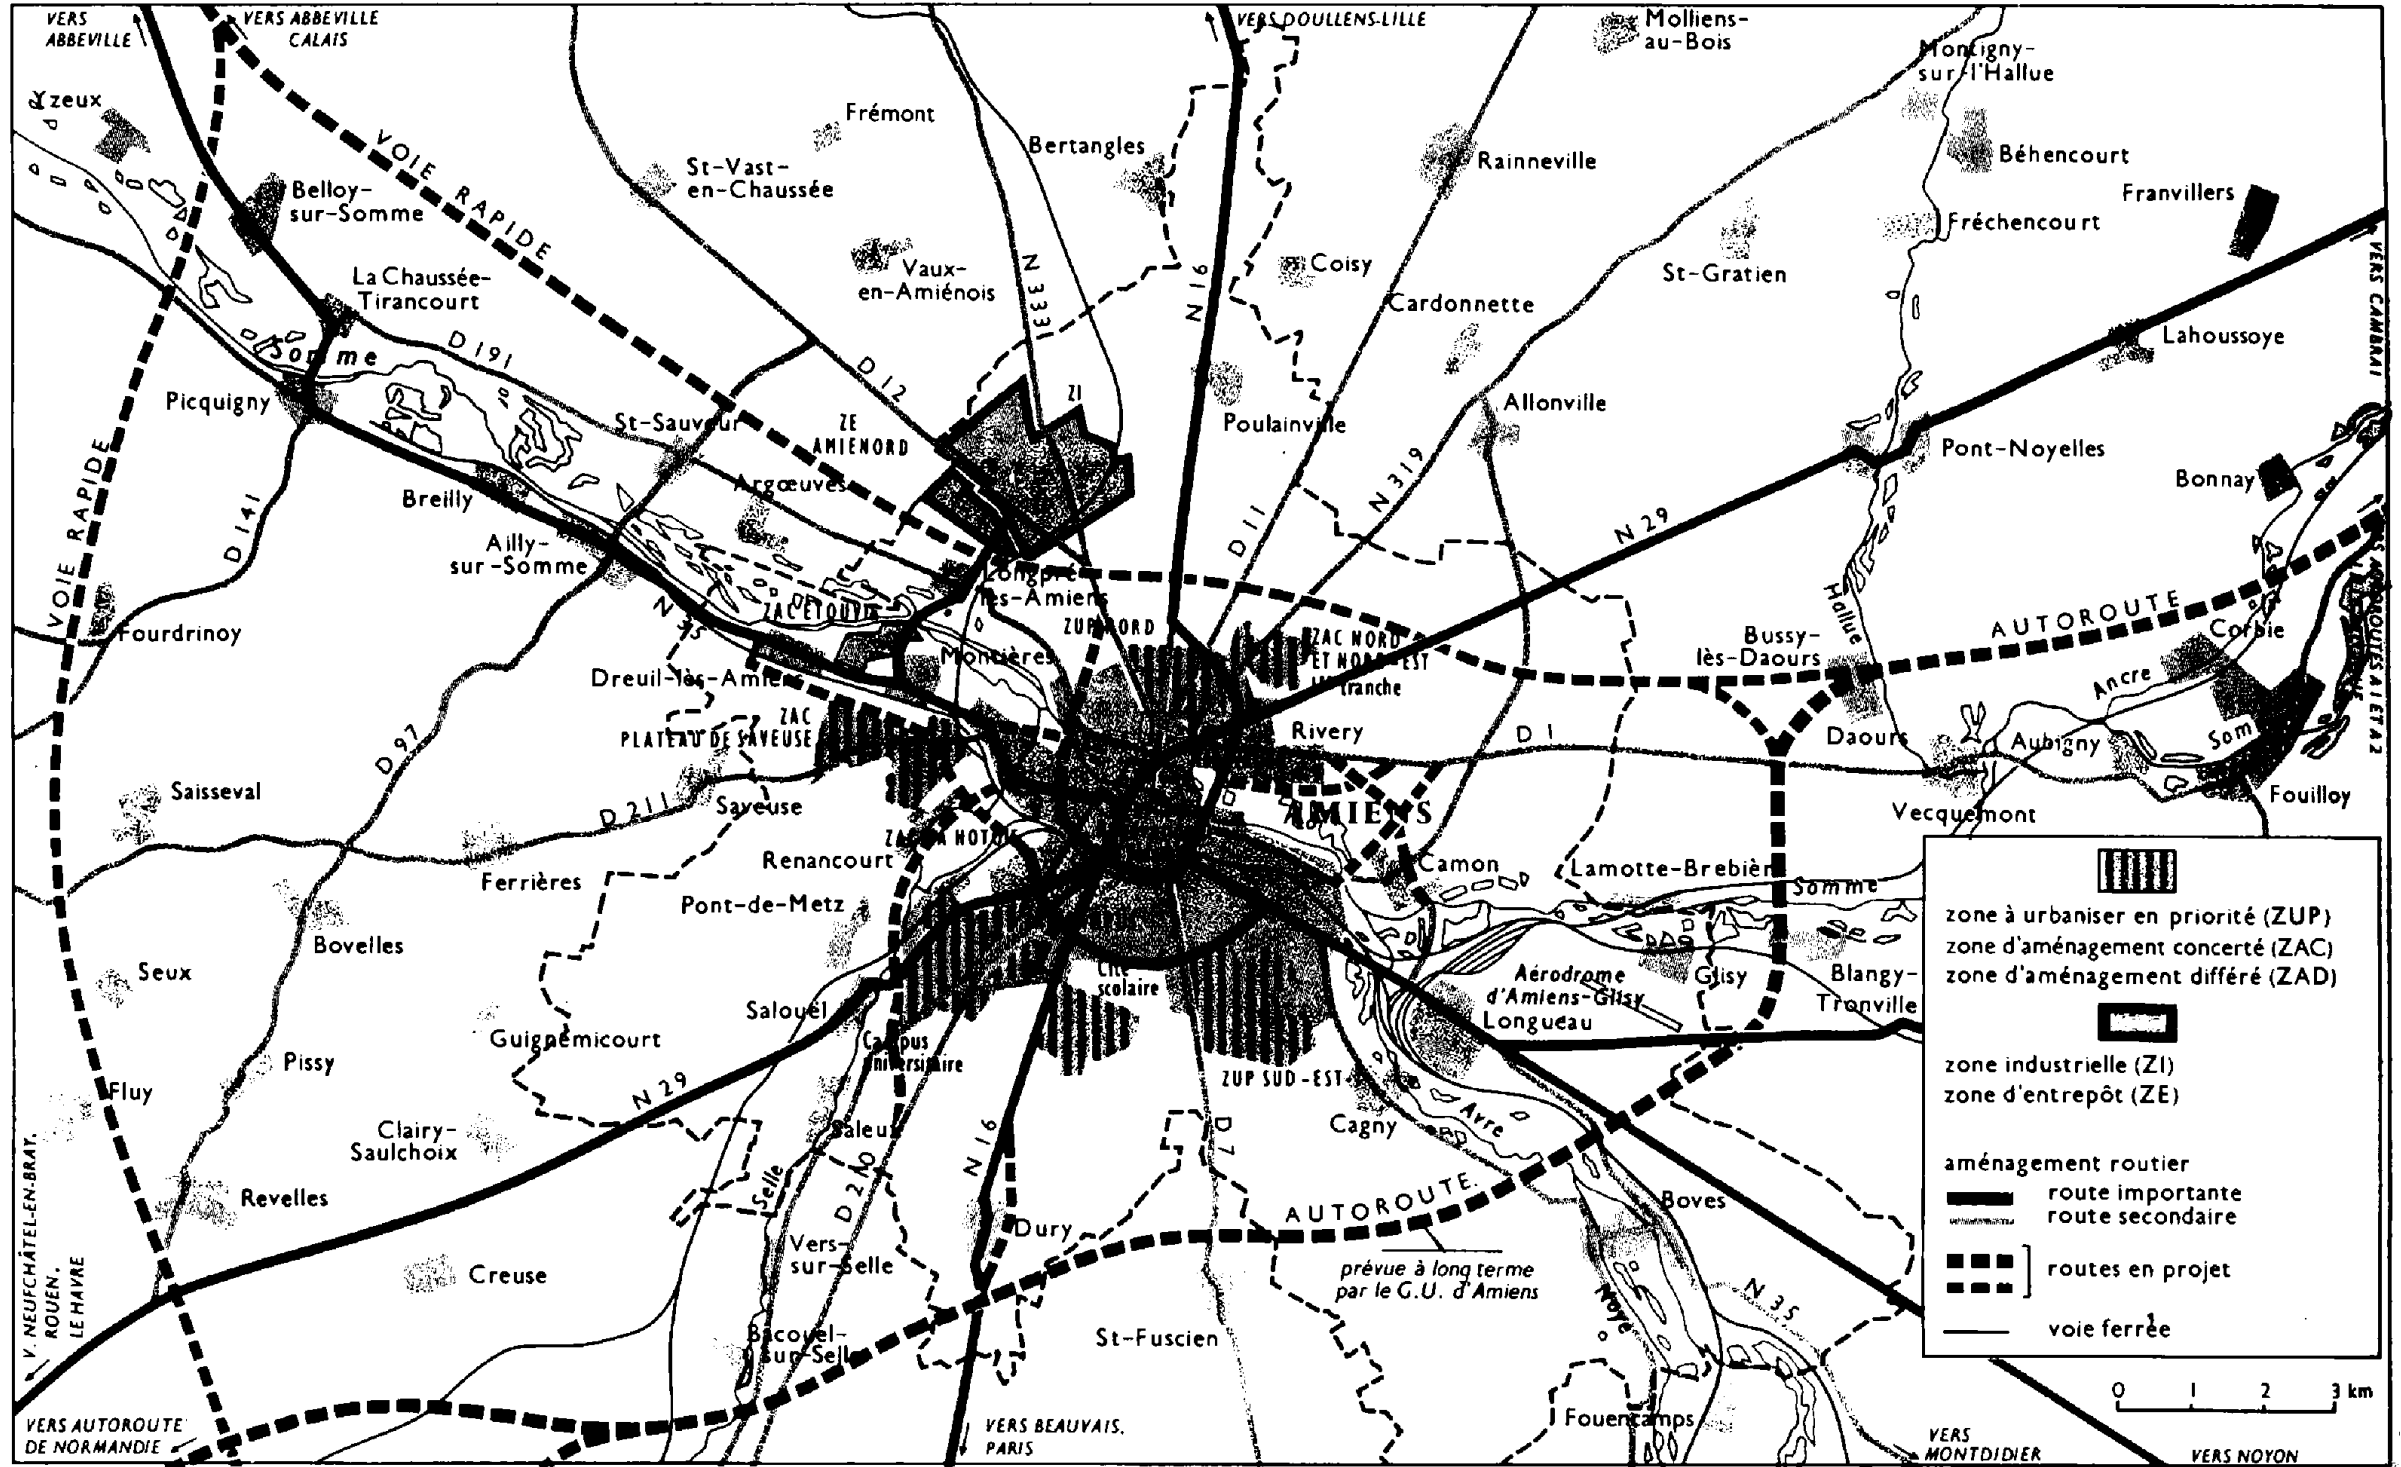 VERS
ABBEVILLE
VERS ABBEVILLE
CALAIS
VERS DOULLENS-LILLE
Molliens-
au-Bois
Montigny-
sur-l'Hallue
Yzeux
Frémont
Bertangles
Rainneville
Béhencourt
Franvillers
VOIE RAPIDE
St-Vast-
en-Chaussée
Belloy-
sur-Somme
Fréchencourt
Vaux-
en-Amiénois
N 16
Coisy
St-Gratien
VERS CAMBRAI
La Chaussée-
Tirancourt
Cardonnette
Lahoussoye
Somme
D 191
D 12
Picquigny
St-Sauveur
ZE
AMIENORD
ZI
Poulainville
Allonville
Pont-Noyelles
Bonnay
Breilly
Argœuves
N 319
VOIE RAPIDE
D 141
D 11
N 29
Ailly-
sur-Somme
Longpré-
lès-Amiens
N 35
ZAC ETOUVIE
ZUP NORD
ZAC NORD
ET NORD-EST
tranche
Hallue
Bussy-
lès-Daours
AUTOROUTE
Corbie
Fourdrinoy
Montières
Dreuil-lès-Amiens
Ancre
ZAC
PLATEAU DE SAVEUSE
Rivery
D 1
Daours
Aubigny
D 97
Saisseval
D 211
Saveuse
AMIENS
Vecquemont
Fouilloy
Renancourt
Camon
Ferrières
Pont-de-Metz
Somme
Bovelles
Seux
Cité
scolaire
Aérodrome
d'Amiens-Glisy
Glisy
Blangy-
Tronville
Salouël
Longueau
Guignemicourt
Campus
universitaire
Pissy
Fluy
ZUP SUD-EST
N 29
Clairy-
Saulchoix
Saleux
Cagny
Avre
N 16
D 7
Revelles
Selle
D 210
Dury
AUTOROUTE
Boves
Vers-
sur-Selle
Creuse
prévue à long terme
par le G.U. d'Amiens
Noye
N 35
V. NEUFCHÂTEL-EN-BRAY,
ROUEN,
LE HAVRE
Bacouel-
sur-Selle
St-Fuscien
Fouencamps
VERS AUTOROUTE
DE NORMANDIE
VERS BEAUVAIS,
PARIS
VERS
MONTDIDIER
VERS NOYON
zone à urbaniser en priorité (ZUP)
zone d'aménagement concerté (ZAC)
zone d'aménagement différé (ZAD)
zone industrielle (ZI)
zone d'entrepôt (ZE)
aménagement routier
route importante
route secondaire
routes en projet
voie ferrée
0 1 2 3 km